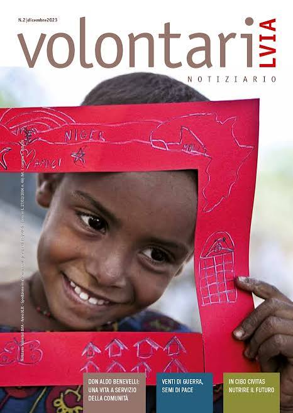 N.2 | dicembre 2023
volontari
LVIA
NOTIZIARIO
NIGER
DON ALDO BENEVELLI:
UNA VITA A SERVIZIO
DELLA COMUNITÀ
VENTI DI GUERRA,
SEMI DI PACE
IN CIBO CIVITAS
NUTRIRE IL FUTURO